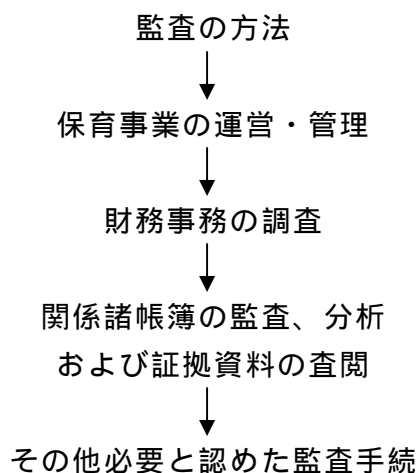 監査の方法
保育事業の運営・管理
財務事務の調査
関係諸帳簿の監査、分析
および証拠資料の査閲
その他必要と認めた監査手続